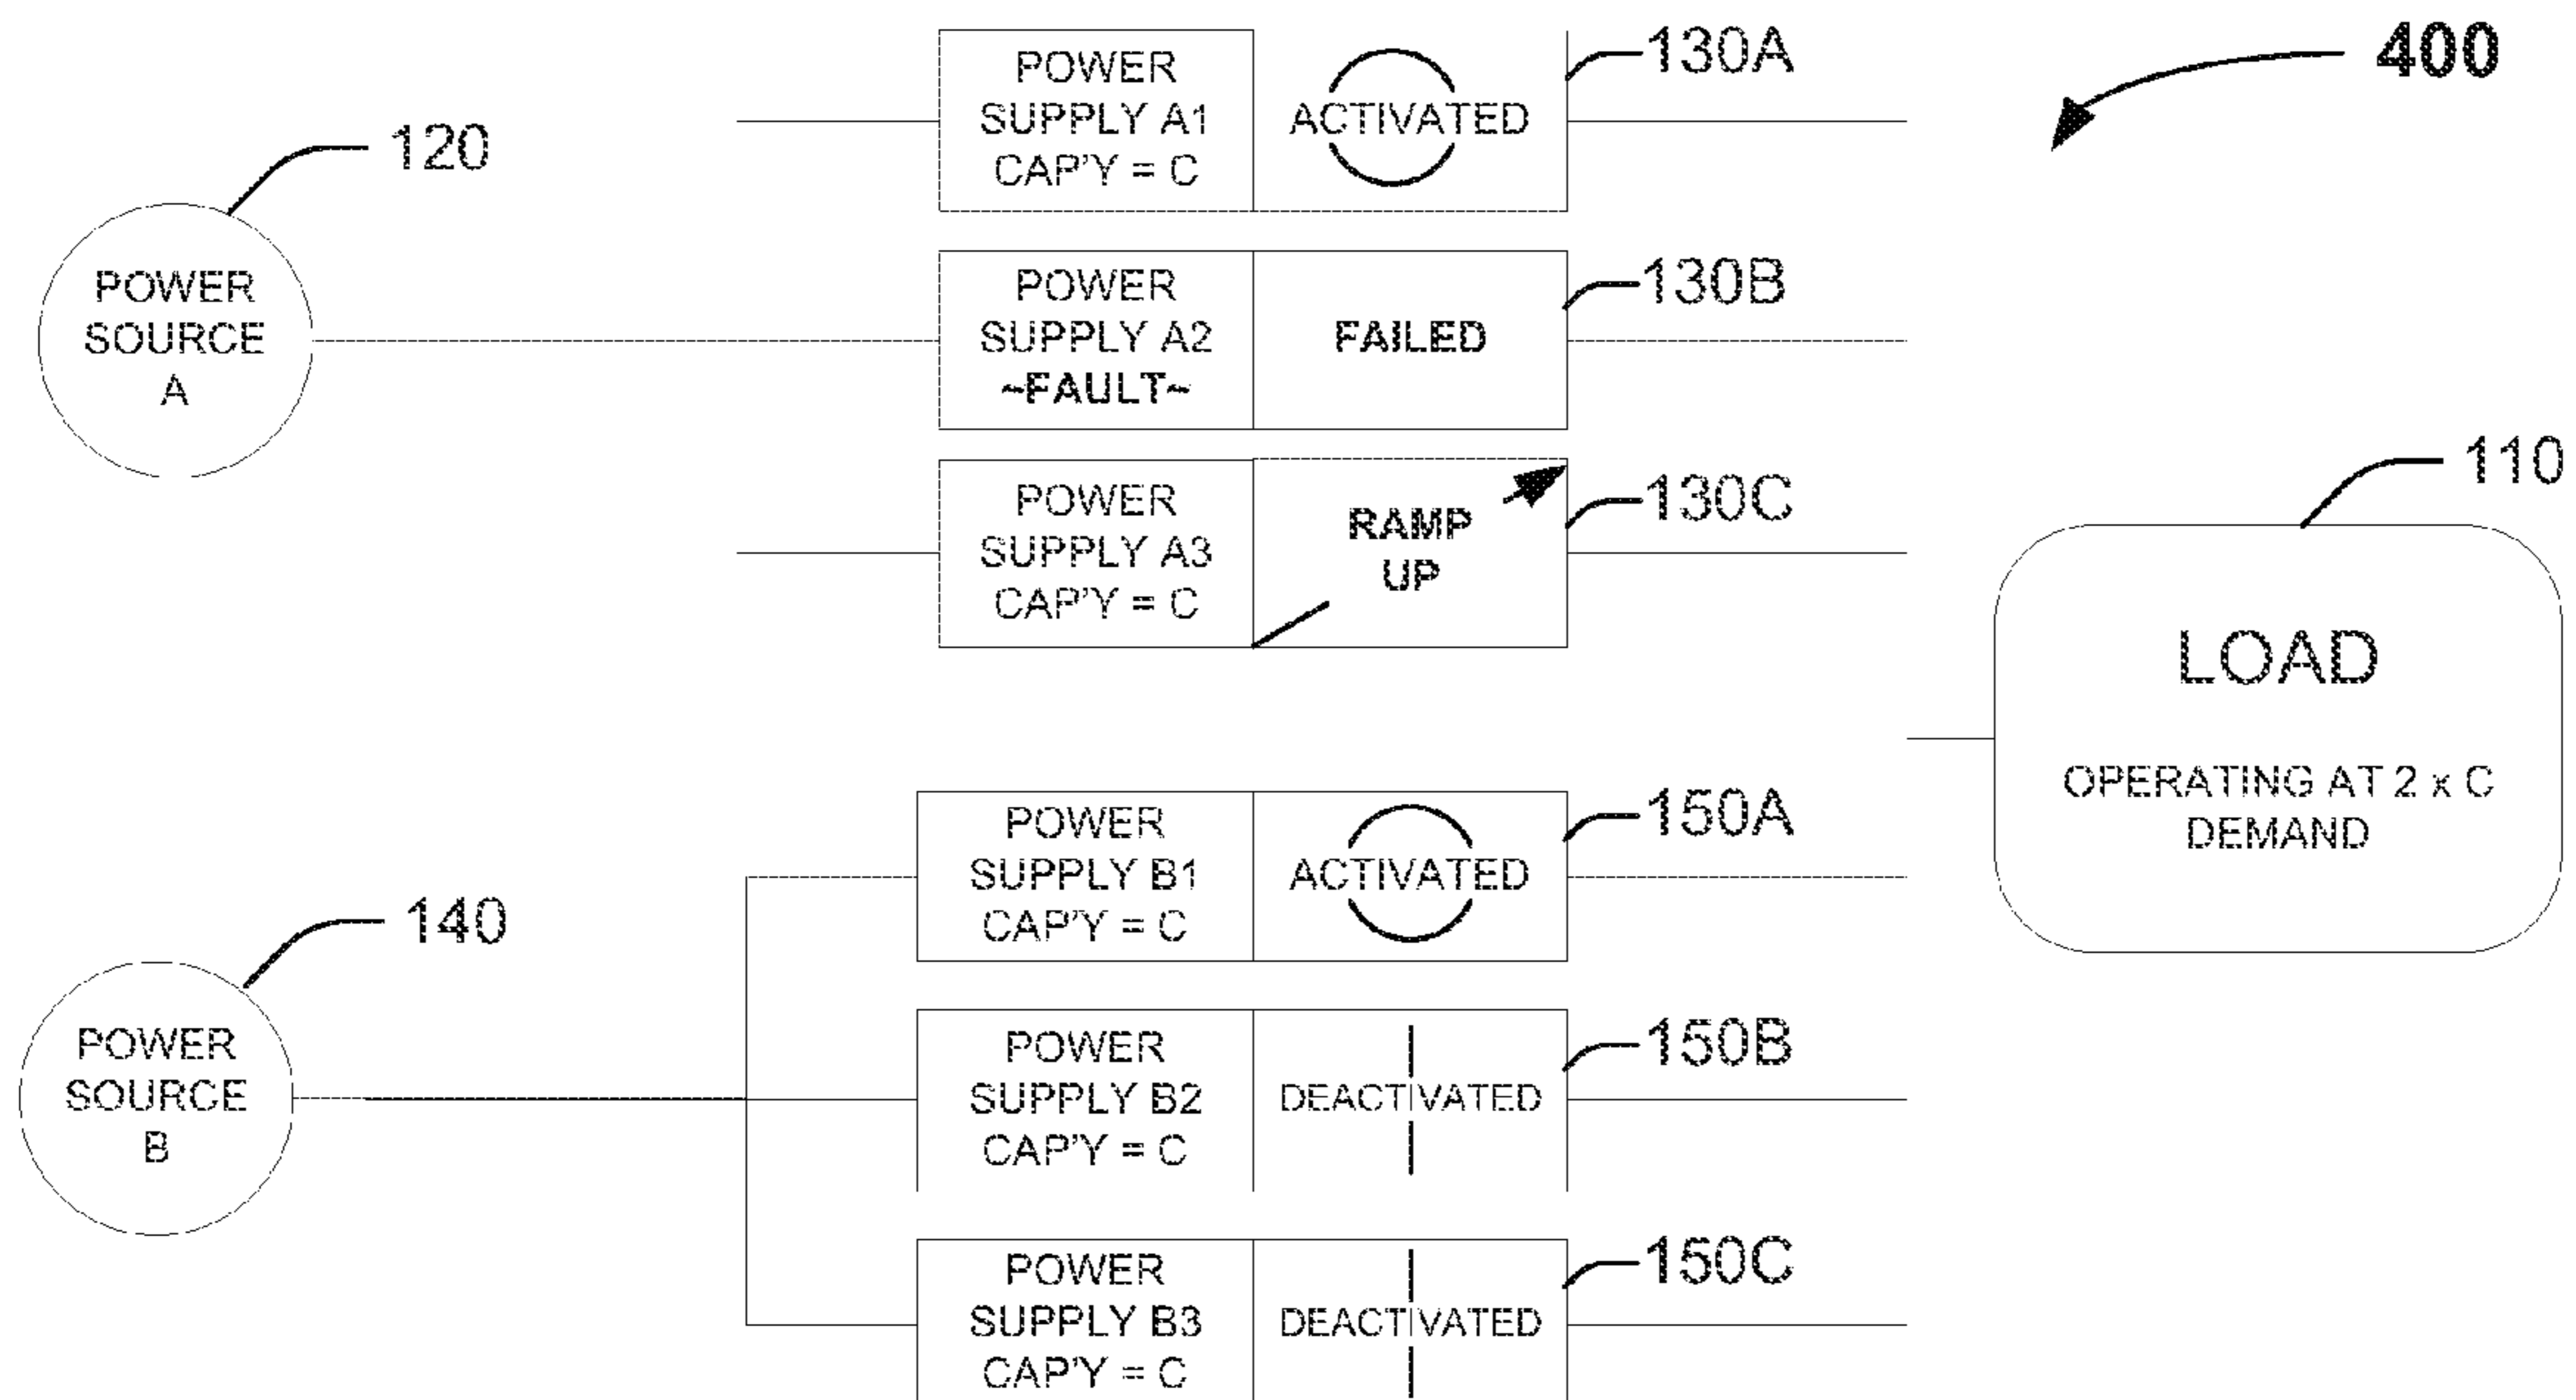 400
120
POWER
SOURCE
A
POWER
SUPPLY A1
CAP'Y = C
ACTIVATED
130A
POWER
SUPPLY A2
~FAULT~
FAILED
130B
POWER
SUPPLY A3
CAP'Y = C
RAMP
UP
130C
110
LOAD
OPERATING AT 2 x C
DEMAND
140
POWER
SOURCE
B
POWER
SUPPLY B1
CAP'Y = C
ACTIVATED
150A
POWER
SUPPLY B2
CAP'Y = C
DEACTIVATED
150B
POWER
SUPPLY B3
CAP'Y = C
DEACTIVATED
150C